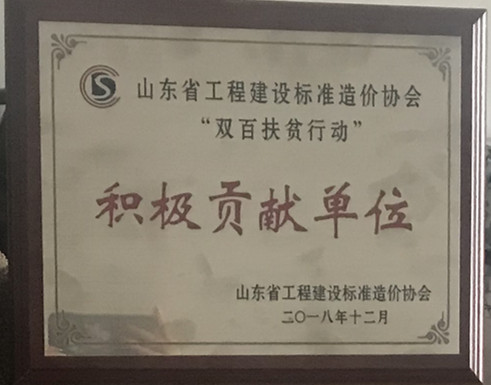 山东省工程建设标准造价协会
“双百扶贫行动”
积极贡献单位
山东省工程建设标准造价协会
二〇一八年十二月